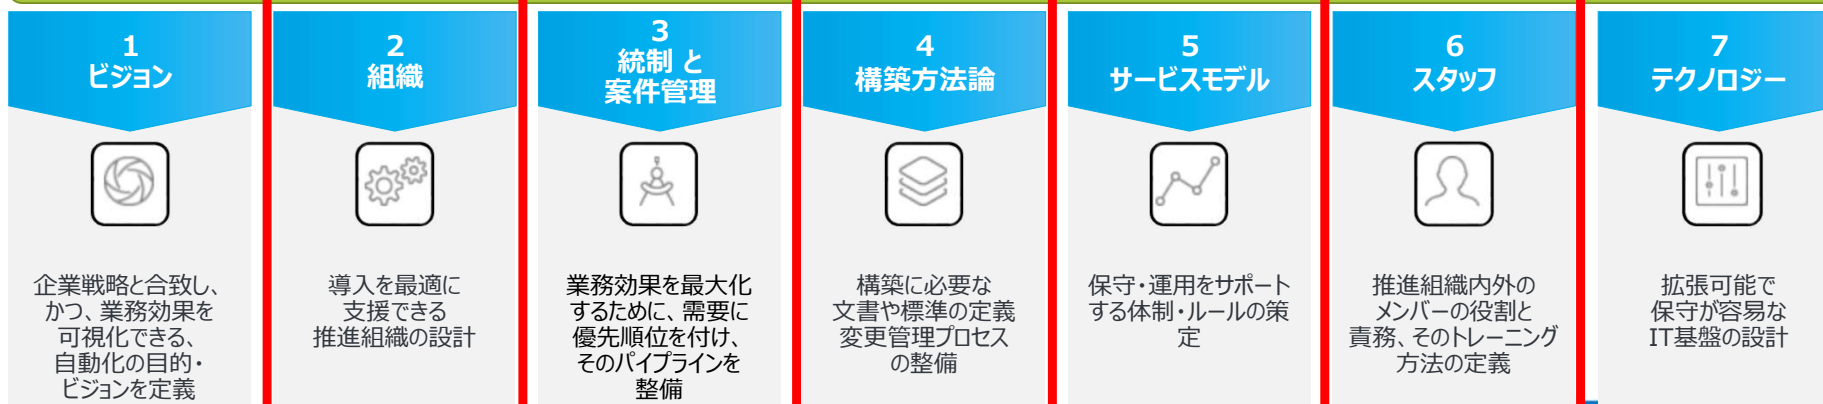 1
ビジョン
企業戦略と合致し、
かつ、業務効果を
可視化できる、
自動化の目的・
ビジョンを定義
2
組織
導入を最適に
支援できる
推進組織の設計
3
統制 と
案件管理
業務効果を最大化
するために、需要に
優先順位を付け、
そのパイプラインを
整備
4
構築方法論
構築に必要な
文書や標準の定義
変更管理プロセス
の整備
5
サービスモデル
保守・運用をサポート
する体制・ルールの策
定
6
スタッフ
推進組織内外の
メンバーの役割と
責務、そのトレーニング
方法の定義
7
テクノロジー
拡張可能で
保守が容易な
IT基盤の設計